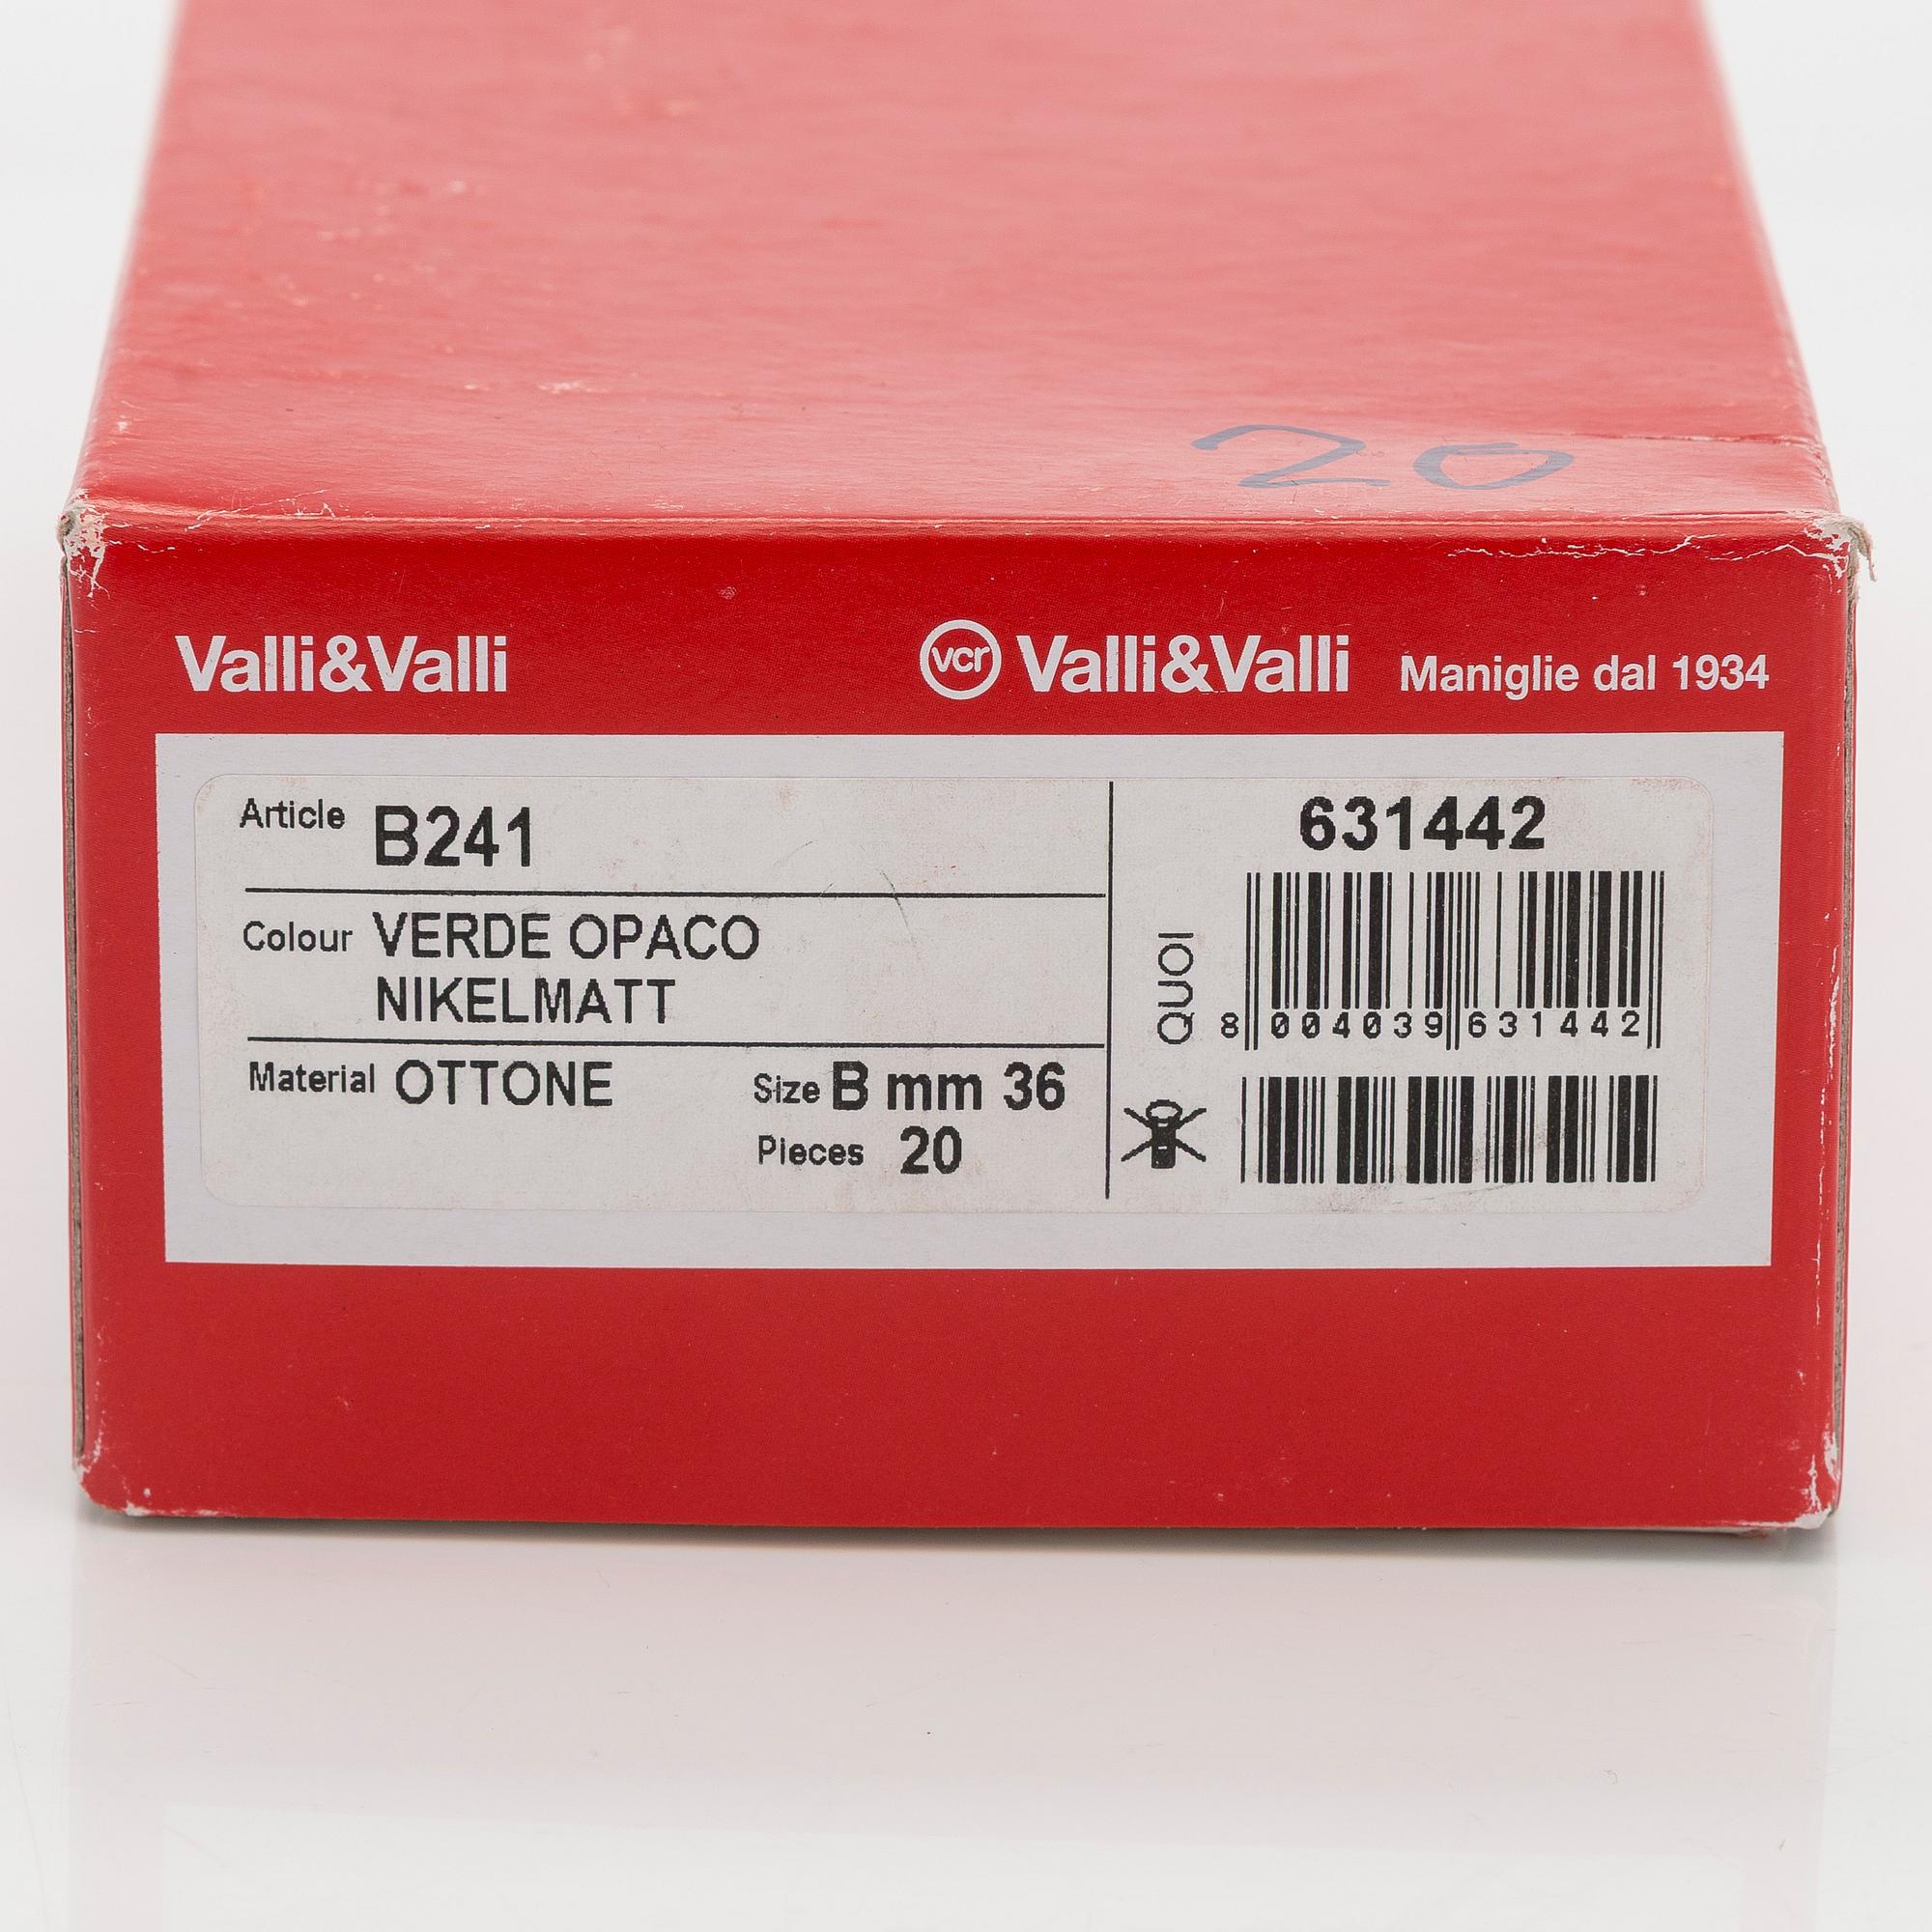 20
Valli&Valli
vcr Valli&Valli Maniglie dal 1934
Article B241
Colour VERDE OPACO
NIKELMATT
Material OTTONE Size B mm 36
Pieces 20
631442
QUOI
8 004039 631442